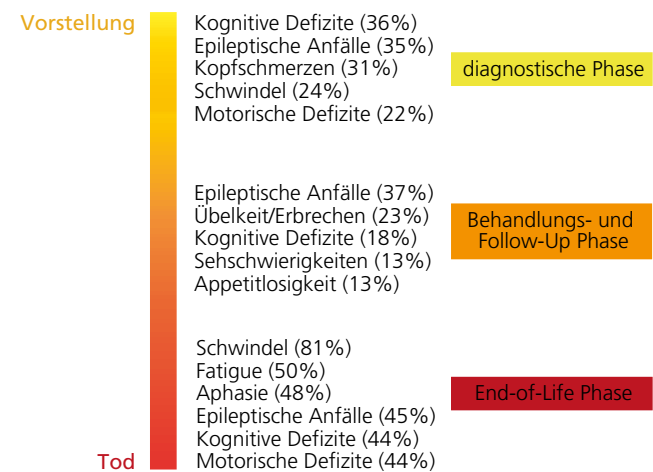 Vorstellung
Kognitive Defizite (36%)
Epileptische Anfälle (35%)
Kopfschmerzen (31%)
Schwindel (24%)
Motorische Defizite (22%)
diagnostische Phase
Epileptische Anfälle (37%)
Übelkeit/Erbrechen (23%)
Kognitive Defizite (18%)
Sehschwierigkeiten (13%)
Appetitlosigkeit (13%)
Behandlungs- und
Follow-Up Phase
Schwindel (81%)
Fatigue (50%)
Aphasie (48%)
Epileptische Anfälle (45%)
Kognitive Defizite (44%)
Motorische Defizite (44%)
End-of-Life Phase
Tod